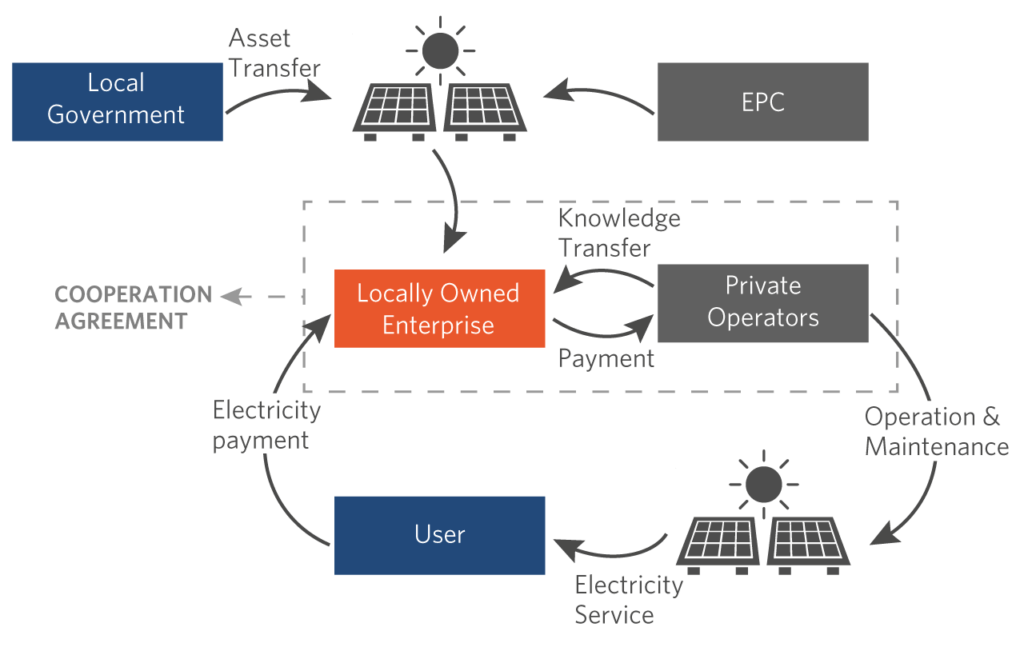 Asset
Transfer
Local
Government
EPC
Knowledge
Transfer
COOPERATION
AGREEMENT
Locally Owned
Enterprise
Private
Operators
Payment
Electricity
payment
Operation &
Maintenance
User
Electricity
Service